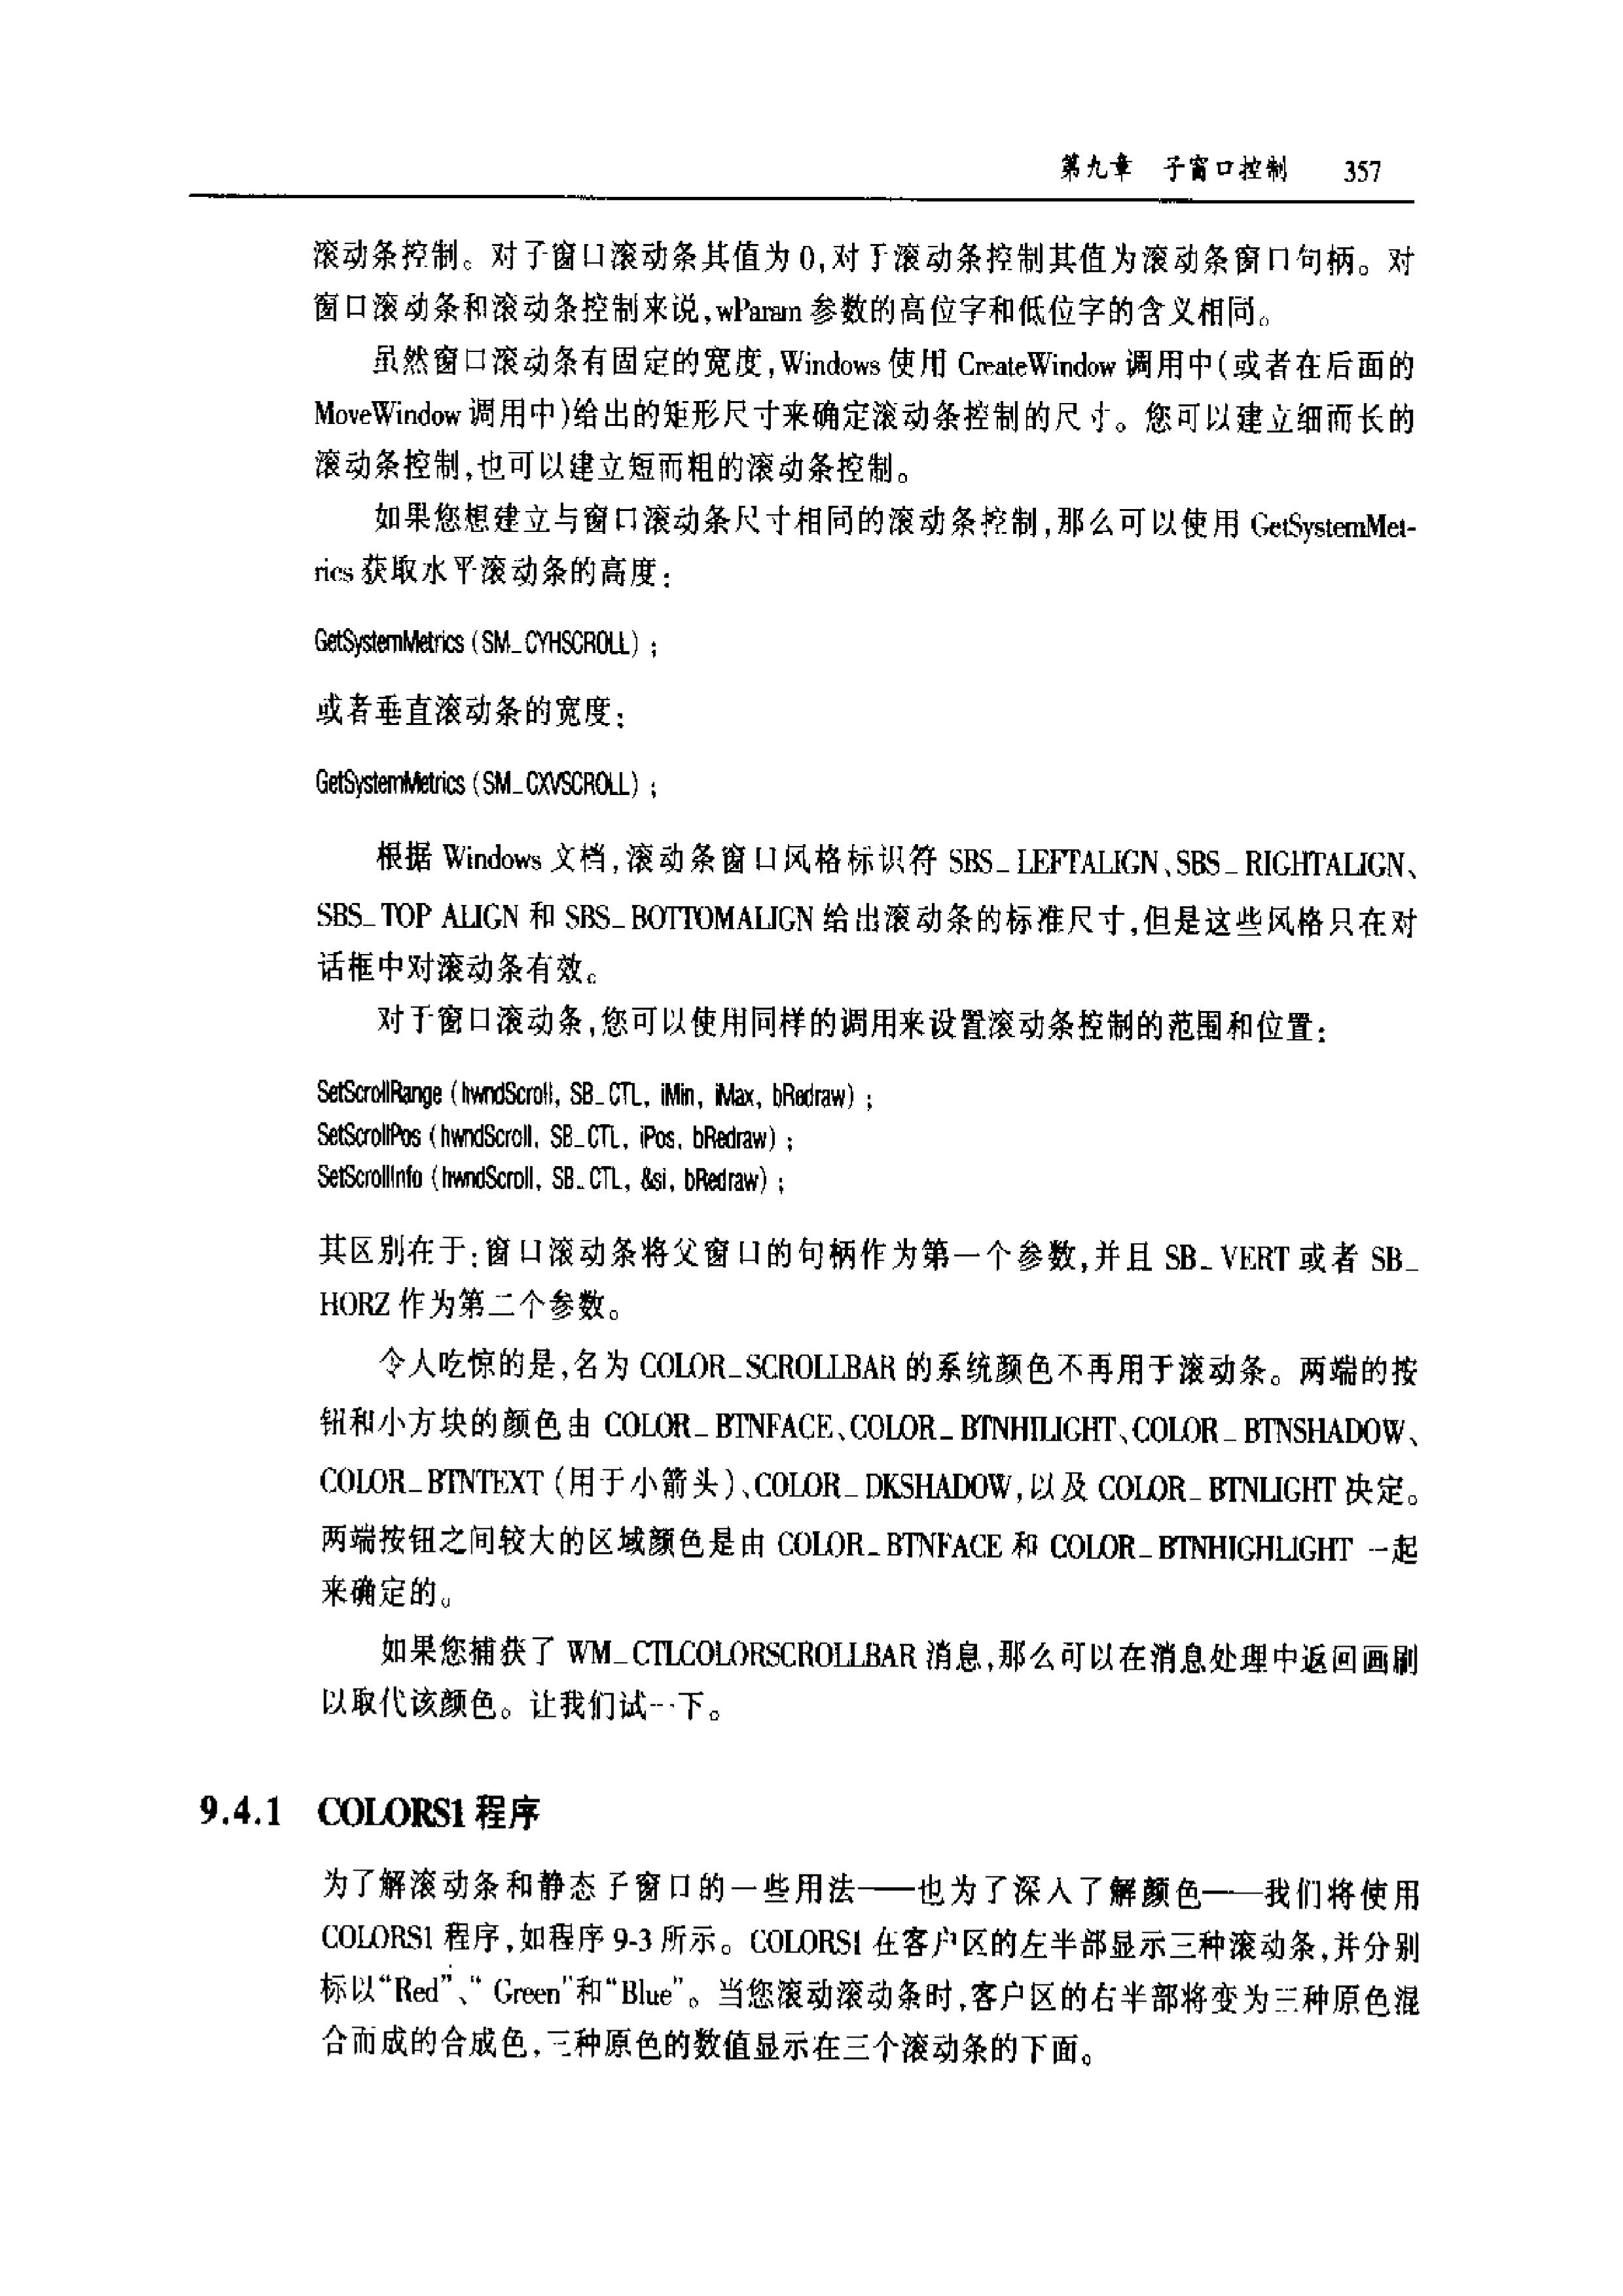 第九章 子窗口控制 357
滚动条控制。对于窗口滚动条其值为 0,对于滚动条控制其值为滚动条窗口句柄。对
窗口滚动条和滚动条控制来说,wParam 参数的高位字和低位字的含义相同。
虽然窗口滚动条有固定的宽度,Windows 使用 CreateWindow 调用中(或者在后面的
MoveWindow 调用中)给出的矩形尺寸来确定滚动条控制的尺寸。您可以建立细而长的
滚动条控制,也可以建立短而粗的滚动条控制。
如果您想建立与窗口滚动条尺寸相同的滚动条控制,那么可以使用 GetSystemMet-
rics 获取水平滚动条的高度:
GetSystemMetrics (SM_CYHSCROLL) ;
或者垂直滚动条的宽度:
GetSystemMetrics (SM_CXVSCROLL) ;
根据 Windows 文档,滚动条窗口风格标识符 SBS_LEFTALIGN、SBS_RIGHTALIGN、
SBS_TOP ALIGN 和 SBS_BOTTOMALIGN 给出滚动条的标准尺寸,但是这些风格只在对
话框中对滚动条有效。
对于窗口滚动条,您可以使用同样的调用来设置滚动条控制的范围和位置:
SetScrollRange (hwndScroll, SB_CTL, iMin, iMax, bRedraw) ;
SetScrollPos (hwndScroll, SB_CTL, iPos, bRedraw) ;
SetScrollInfo (hwndScroll, SB_CTL, &si, bRedraw) ;
其区别在于:窗口滚动条将父窗口的句柄作为第一个参数,并且 SB_VERT 或者 SB_
HORZ 作为第二个参数。
令人吃惊的是,名为 COLOR_SCROLLBAR 的系统颜色不再用于滚动条。两端的按
钮和小方块的颜色由 COLOR_BTNFACE、COLOR_BTNHILIGHT、COLOR_BTNSHADOW、
COLOR_BTNTEXT (用于小箭头)、COLOR_DKSHADOW,以及 COLOR_BTNLIGHT 决定。
两端按钮之间较大的区域颜色是由 COLOR_BTNFACE 和 COLOR_BTNHIGHLIGHT 一起
来确定的。
如果您捕获了 WM_CTLCOLORSCROLLBAR 消息,那么可以在消息处理中返回画刷
以取代该颜色。让我们试一下。
9.4.1 COLORS1 程序
为了解滚动条和静态子窗口的一些用法——也为了深入了解颜色——我们将使用
COLORS1 程序,如程序 9-3 所示。COLORS1 在客户区的左半部显示三种滚动条,并分别
标以“Red”、“Green”和“Blue”。当您滚动滚动条时,客户区的右半部将变为三种原色混
合而成的合成色,三种原色的数值显示在三个滚动条的下面。